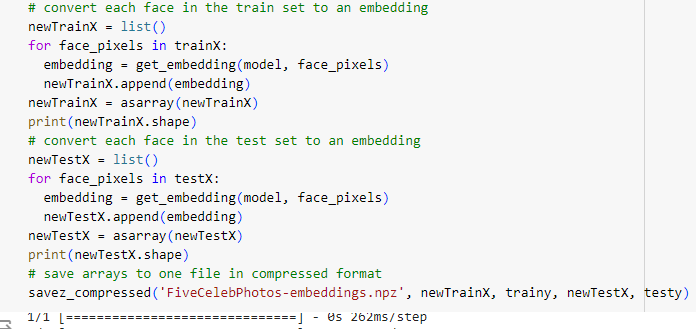 # convert each face in the train set to an embedding
newTrainX = list()
for face_pixels in trainX:
  embedding = get_embedding(model, face_pixels)
  newTrainX.append(embedding)
newTrainX = asarray(newTrainX)
print(newTrainX.shape)
# convert each face in the test set to an embedding
newTestX = list()
for face_pixels in testX:
  embedding = get_embedding(model, face_pixels)
  newTestX.append(embedding)
newTestX = asarray(newTestX)
print(newTestX.shape)
# save arrays to one file in compressed format
savez_compressed('FiveCelebPhotos-embeddings.npz', newTrainX, trainy, newTestX, testy)
1/1 [==============================] - 0s 262ms/step